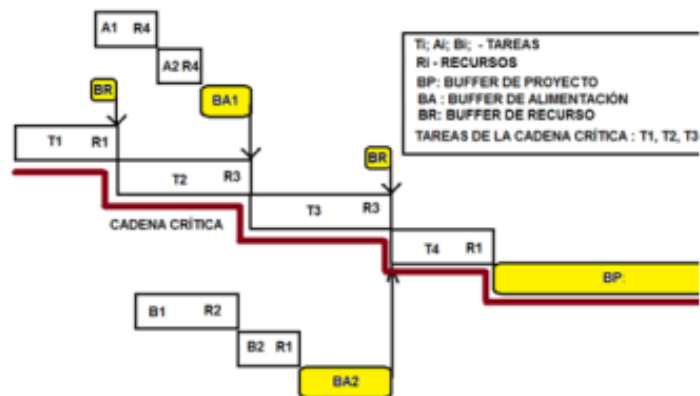 A1 R4
A2 R4
BR
BA1
T1 R1
T2 R3
BR
T3 R3
CADENA CRÍTICA
T4 R1
BP:
B1 R2
B2 R1
BA2
Ti; Ai; Bi; - TAREAS
Ri - RECURSOS
BP: BUFFER DE PROYECTO
BA : BUFFER DE ALIMENTACIÓN
BR: BUFFER DE RECURSO
TAREAS DE LA CADENA CRÍTICA : T1, T2, T3